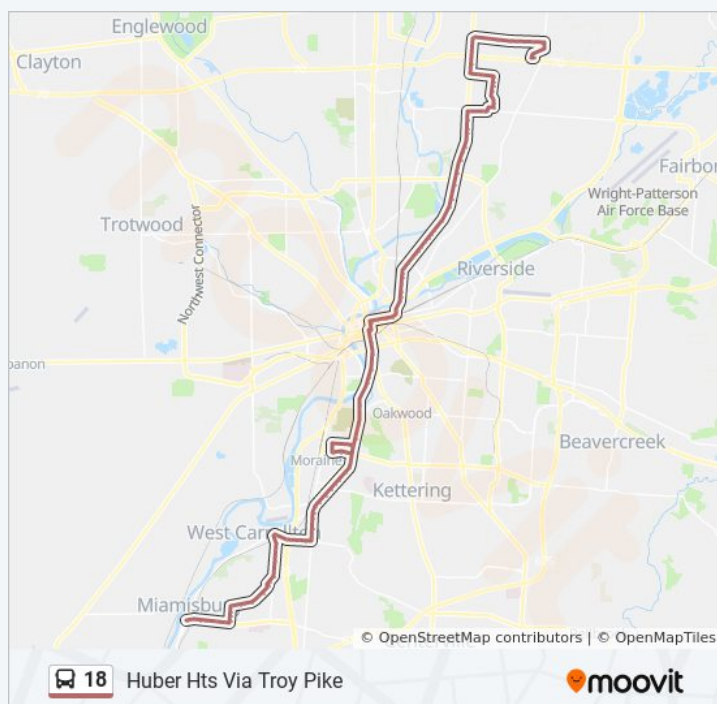 Englewood
Clayton
Fairbor
Wright-Patterson
Air Force Base
Trotwood
Northwest Connector
Riverside
anon
Oakwood
Beavercreek
Moraine
Kettering
West Carrollton
Miamisbu
© OpenStreetMap contributors | © OpenMapTiles
18 Huber Hts Via Troy Pike
moovit